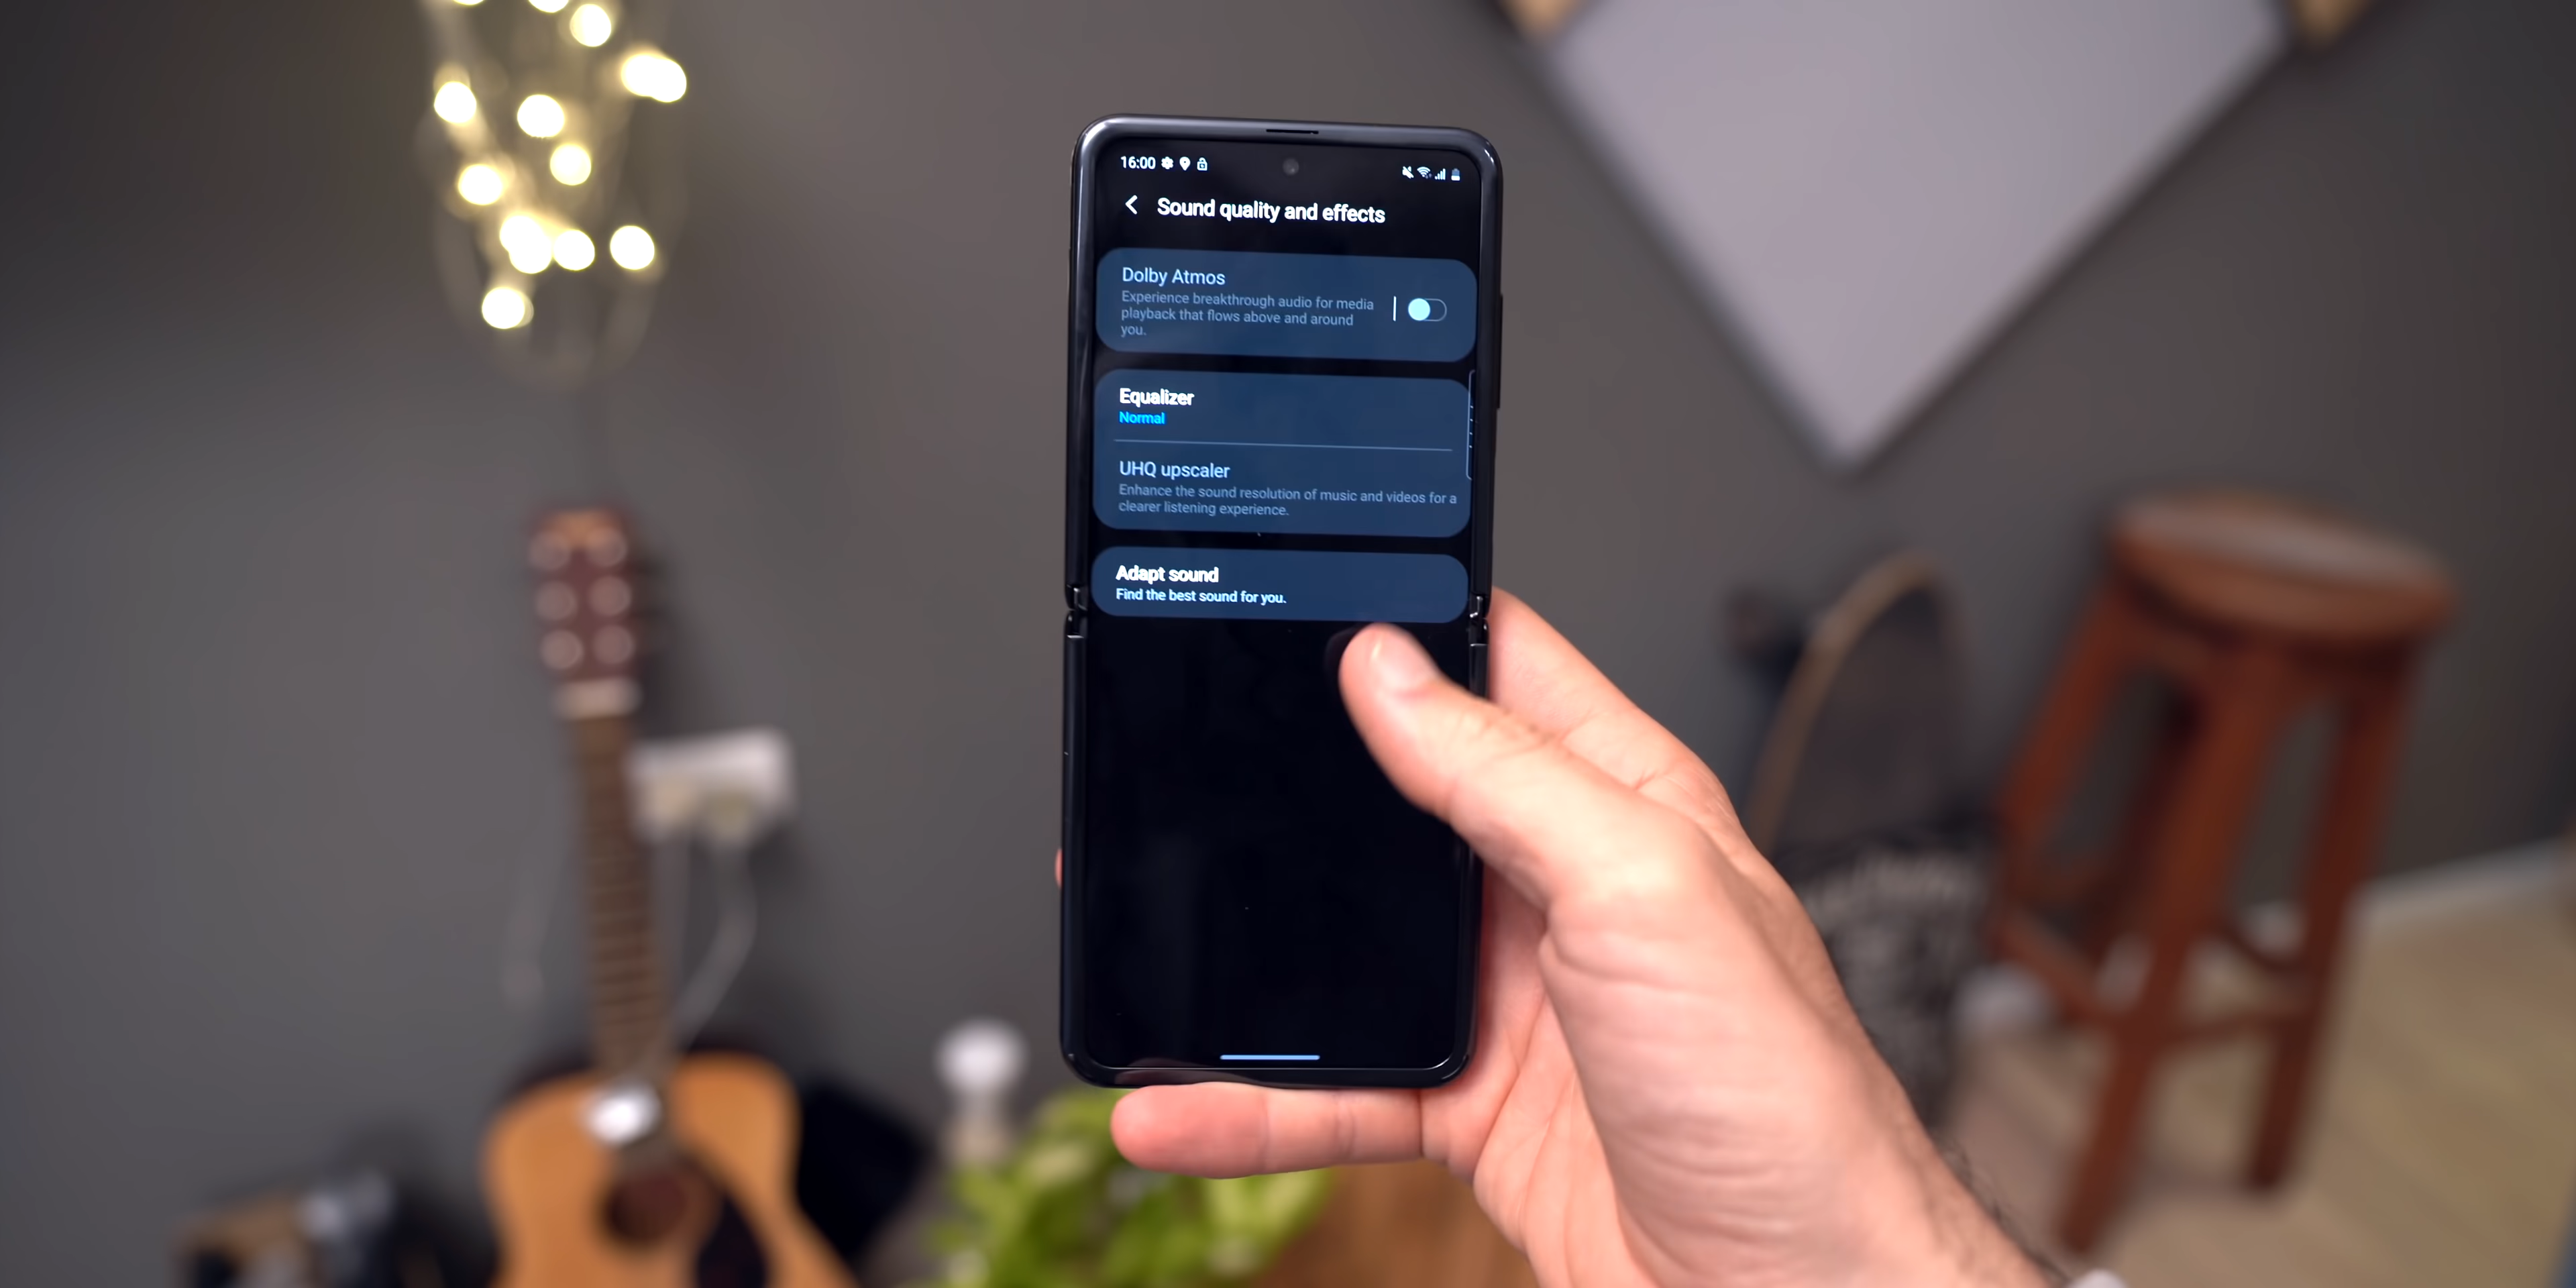 16:00
Sound quality and effects
Dolby Atmos
Experience breakthrough audio for media
playback that flows above and around
you.
Equalizer
Normal
UHQ upscaler
Enhance the sound resolution of music and videos for a
clearer listening experience.
Adapt sound
Find the best sound for you.